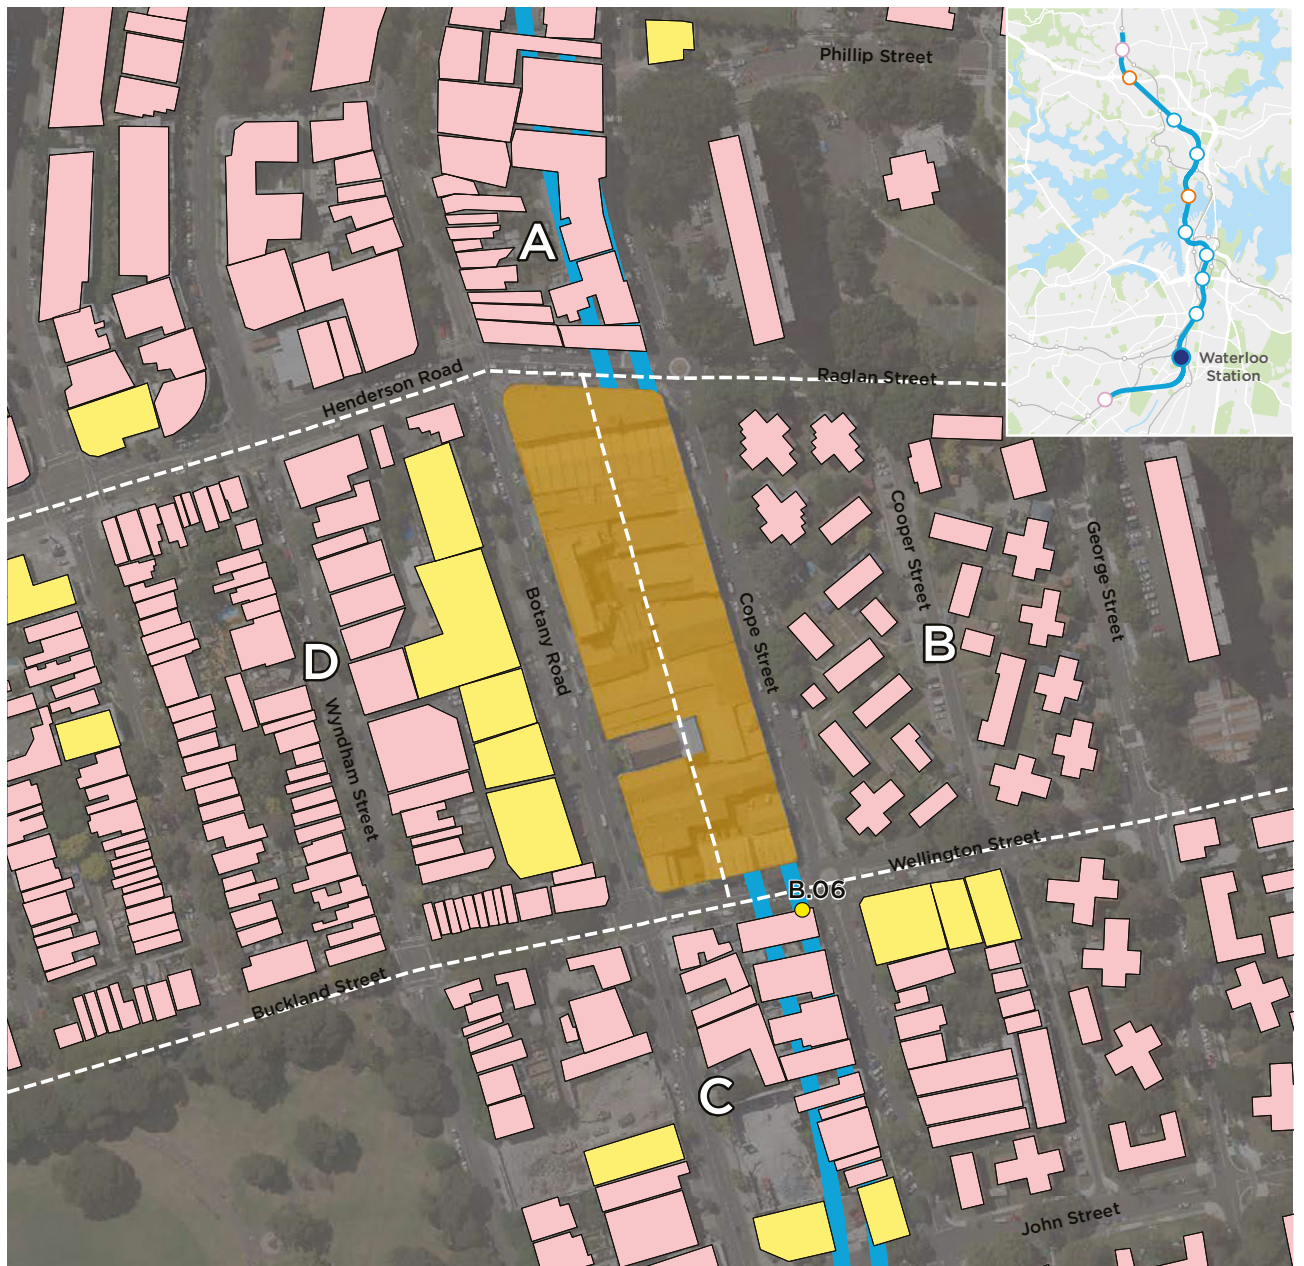 Phillip Street
A
Waterloo
Station
Henderson Road
Raglan Street
Cooper Street
George Street
Botany Road
Cope Street
B
D
Wyndham Street
Wellington Street
B.06
Buckland Street
C
John Street